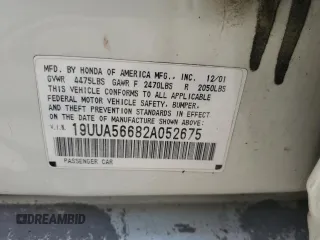 MFD. BY HONDA OF AMERICA MFG., INC. 12/01
GVWR 4475LBS GAWR F 2470LBS R 2050LBS
THIS VEHICLE CONFORMS TO ALL APPLICABLE
FEDERAL MOTOR VEHICLE SAFETY, BUMPER,
AND THEFT PREVENTION STANDARDS IN EFFECT
ON THE DATE OF MANUFACTURE SHOWN ABOVE.
V.I.N. 19UUA56682A052675
PASSENGER CAR
DREAMBID